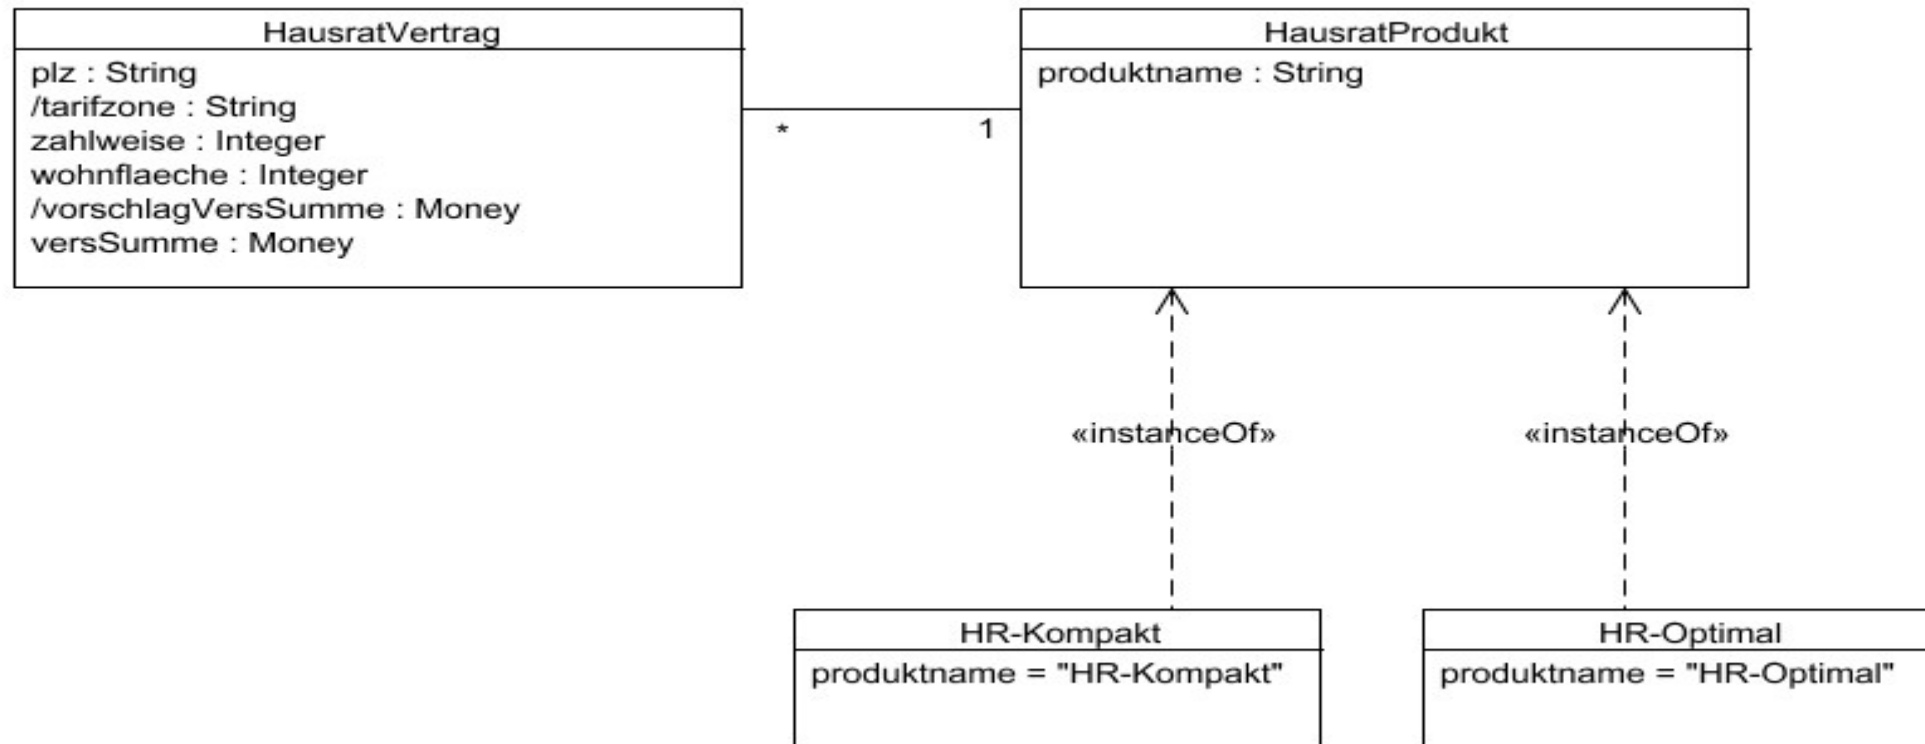 HausratVertrag
plz : String
/tarifzone : String
zahlweise : Integer
wohnflaeche : Integer
/vorschlagVersSumme : Money
versSumme : Money
* 1
HausratProdukt
produktname : String
«instanceOf» «instanceOf»
HR-Kompakt
produktname = "HR-Kompakt"
HR-Optimal
produktname = "HR-Optimal"